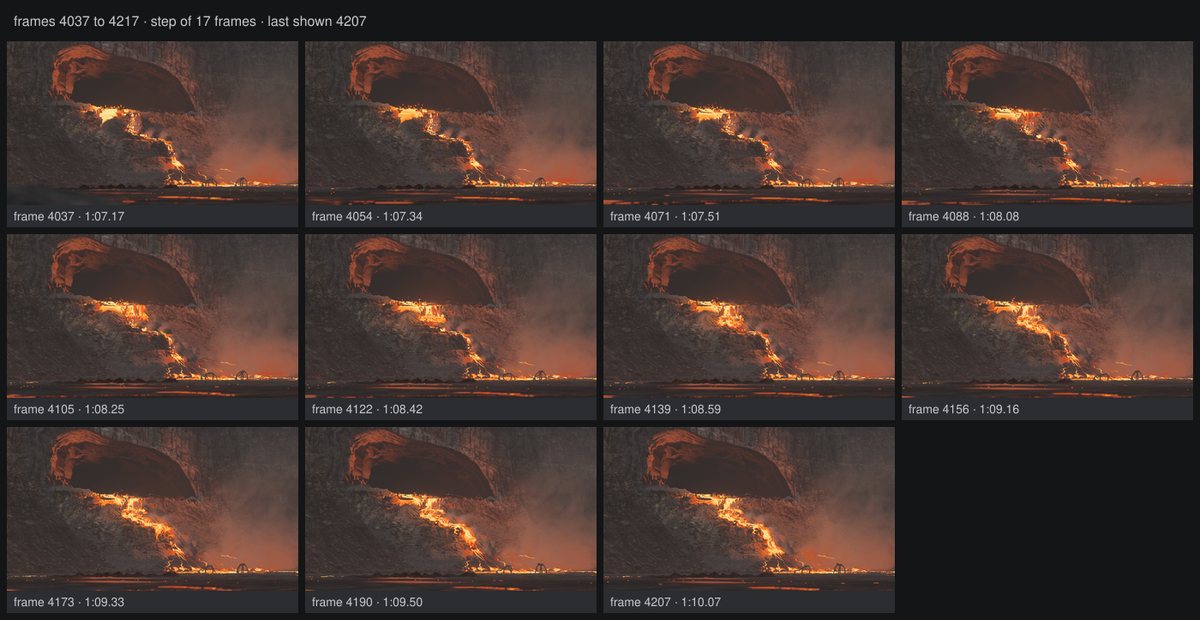 frames 4037 to 4217 · step of 17 frames · last shown 4207
frame 4037 · 1:07.17
frame 4054 · 1:07.34
frame 4071 · 1:07.51
frame 4088 · 1:08.08
frame 4105 · 1:08.25
frame 4122 · 1:08.42
frame 4139 · 1:08.59
frame 4156 · 1:09.16
frame 4173 · 1:09.33
frame 4190 · 1:09.50
frame 4207 · 1:10.07